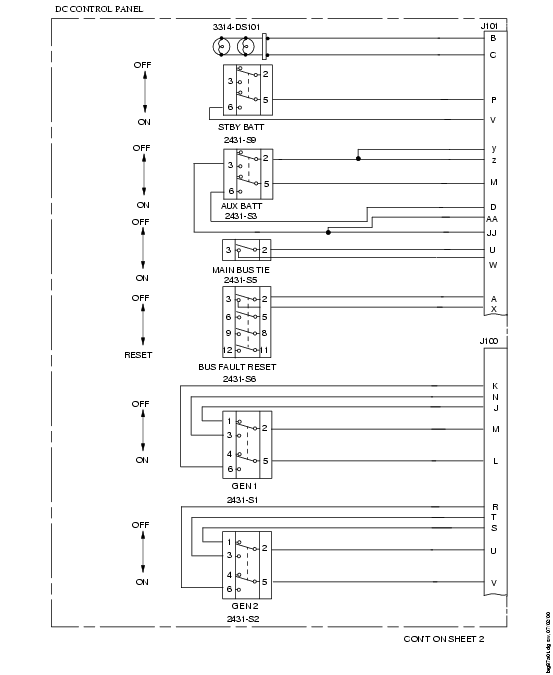 DC CONTROL PANEL
3314-DS101
J101
B
C
OFF
ON
3
2
6
5
P
V
STBY BATT
2431-S9
OFF
ON
3
2
6
5
y
z
M
AUX BATT
2431-S3
D
AA
JJ
OFF
ON
3
2
U
W
MAIN BUS TIE
2431-S5
OFF
RESET
3
2
6
5
9
8
12
11
A
X
BUS FAULT RESET
2431-S6
J100
K
N
J
OFF
ON
1
3
2
4
6
5
M
L
GEN 1
2431-S1
R
T
S
OFF
ON
1
3
2
4
6
5
U
V
GEN 2
2431-S2
CONT ON SHEET 2